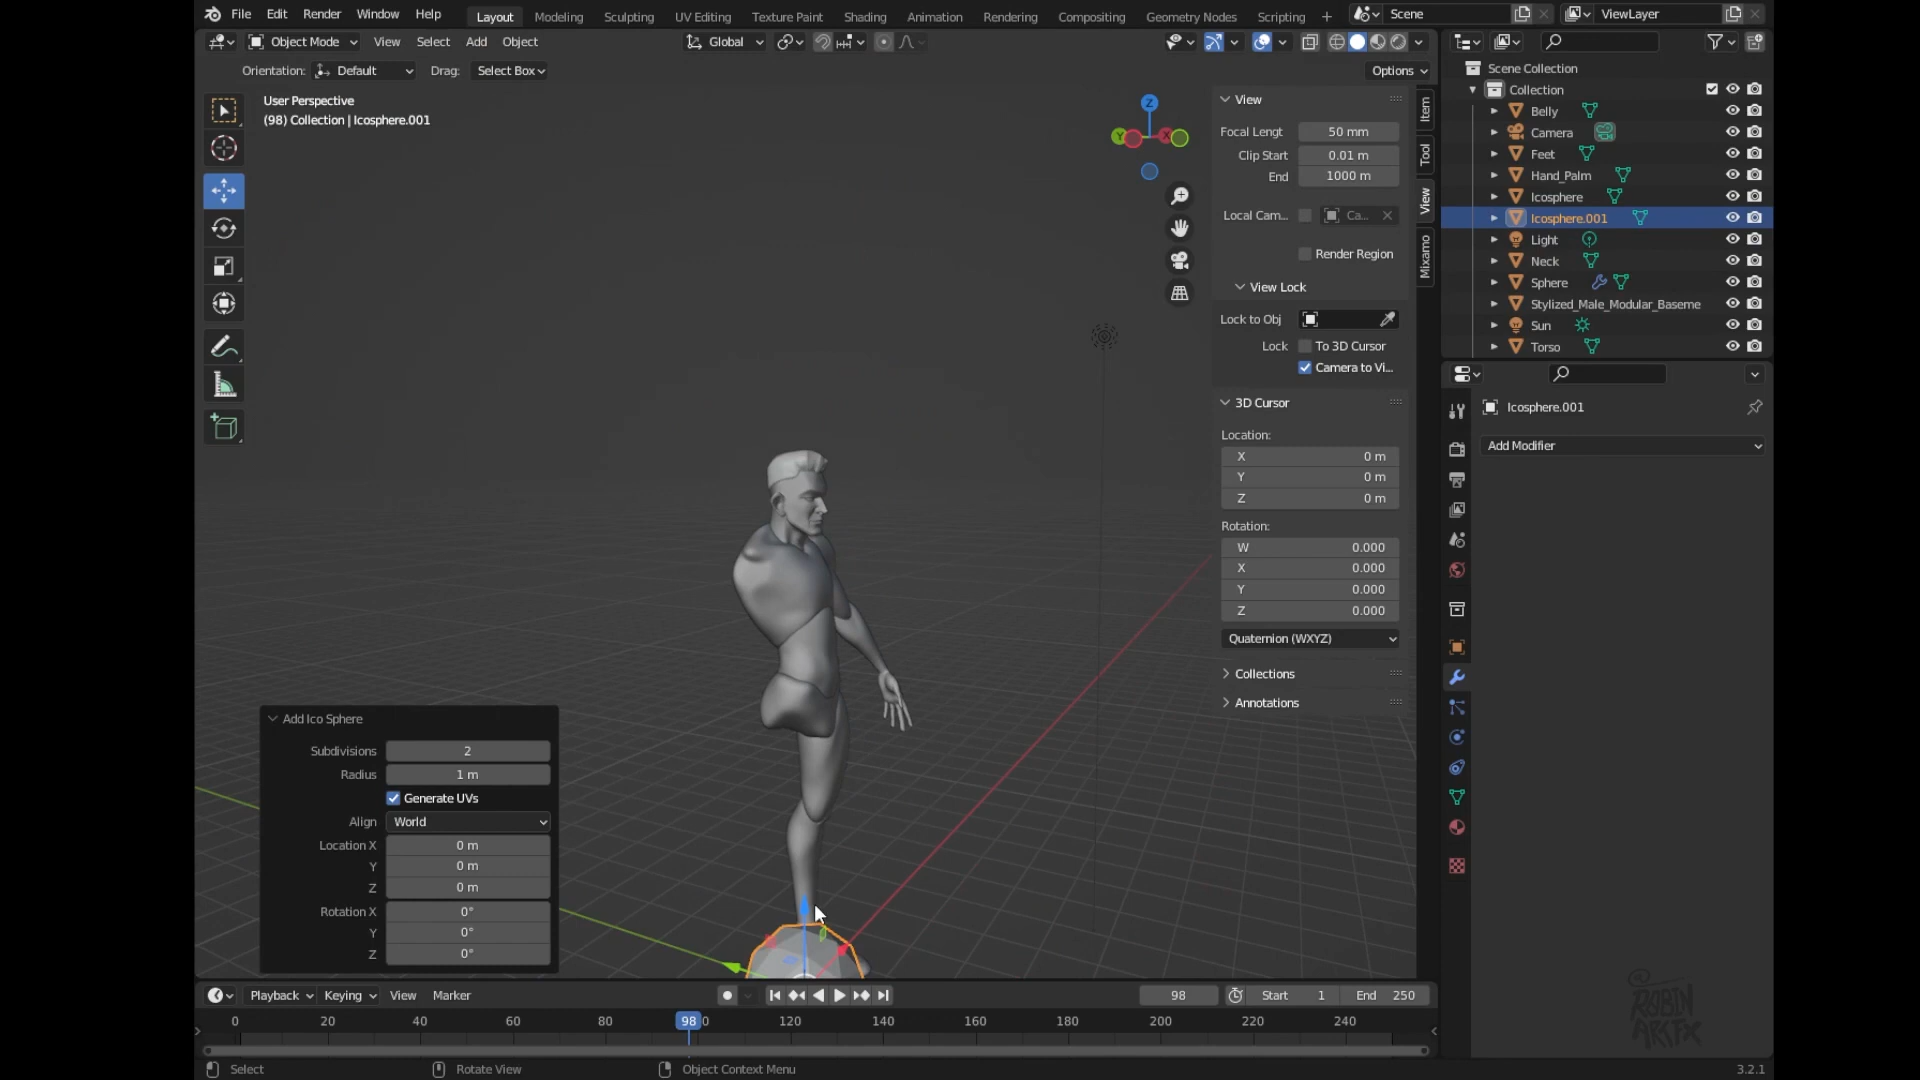 File Edit Render Window Help Layout Modeling Sculpting UV Editing Texture Paint Shading Animation Rendering Compositing Geometry Nodes Scripting + Scene ViewLayer
Object Mode View Select Add Object Global
Orientation: Default Drag: Select Box Options
User Perspective
(98) Collection | Icosphere.001
Z
Y
X
View
Focal Lengt 50 mm
Clip Start 0.01 m
End 1000 m
Local Cam... Ca...
Render Region
View Lock
Lock to Obj
Lock To 3D Cursor
Camera to Vi...
3D Cursor
Location:
X 0 m
Y 0 m
Z 0 m
Rotation:
W 0.000
X 0.000
Y 0.000
Z 0.000
Quaternion (WXYZ)
Collections
Annotations
Item
Tool
View
Mixamo
Scene Collection
Collection
Belly
Camera
Feet
Hand_Palm
Icosphere
Icosphere.001
Light
Neck
Sphere
Stylized_Male_Modular_Baseme
Sun
Torso
Icosphere.001
Add Modifier
Add Ico Sphere
Subdivisions 2
Radius 1 m
Generate UVs
Align World
Location X 0 m
Y 0 m
Z 0 m
Rotation X 0°
Y 0°
Z 0°
Playback Keying View Marker 98 Start 1 End 250
0 20 40 60 80 98 0 120 140 160 180 200 220 240
Select Rotate View Object Context Menu 3.2.1
ROBIN
ARTFX